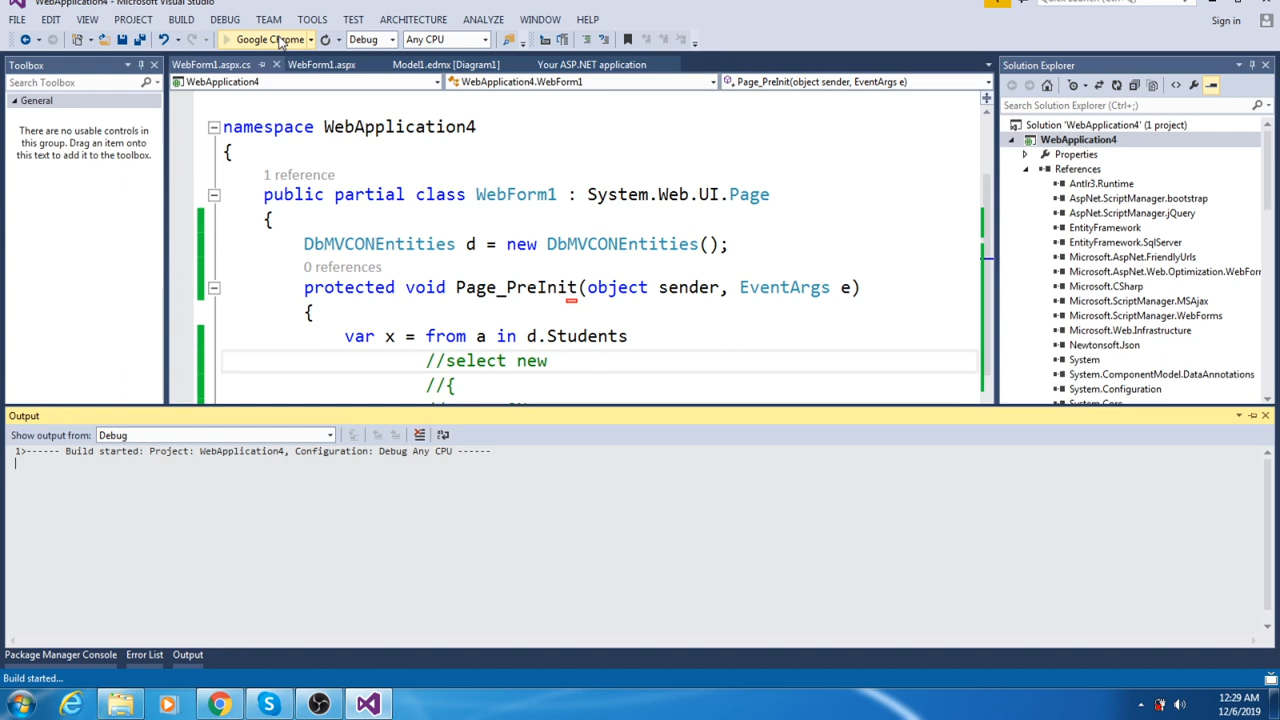 WebApplication4 - Microsoft Visual Studio
FILE EDIT VIEW PROJECT BUILD DEBUG TEAM TOOLS TEST ARCHITECTURE ANALYZE WINDOW HELP
Sign in
Google Chrome Debug Any CPU
Toolbox
Search Toolbox
General
There are no usable controls in
this group. Drag an item onto
this text to add it to the toolbox.
WebForm1.aspx.cs WebForm1.aspx Model1.edmx [Diagram1] Your ASP.NET application
WebApplication4 WebApplication4.WebForm1 Page_PreInit(object sender, EventArgs e)
namespace WebApplication4
{
1 reference
public partial class WebForm1 : System.Web.UI.Page
{
DbMVCONEntities d = new DbMVCONEntities();
0 references
protected void Page_PreInit(object sender, EventArgs e)
{
var x = from a in d.Students
//select new
//{
Solution Explorer
Search Solution Explorer (Ctrl+;)
Solution 'WebApplication4' (1 project)
WebApplication4
Properties
References
Antlr3.Runtime
AspNet.ScriptManager.bootstrap
AspNet.ScriptManager.jQuery
EntityFramework
EntityFramework.SqlServer
Microsoft.AspNet.FriendlyUrls
Microsoft.AspNet.Web.Optimization.WebForm
Microsoft.CSharp
Microsoft.ScriptManager.MSAjax
Microsoft.ScriptManager.WebForms
Microsoft.Web.Infrastructure
Newtonsoft.Json
System
System.ComponentModel.DataAnnotations
System.Configuration
Output
Show output from: Debug
1>------ Build started: Project: WebApplication4, Configuration: Debug Any CPU ------
Package Manager Console Error List Output
Build started...
12:29 AM
12/6/2019